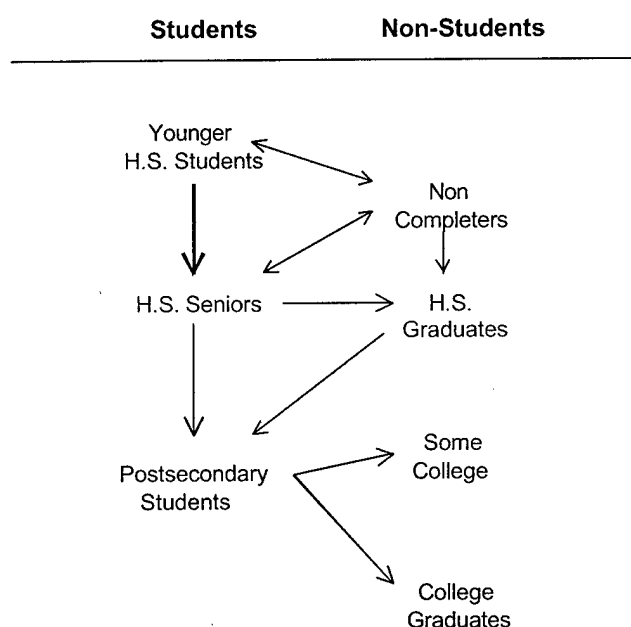 Students
Non-Students
Younger
H.S. Students
Non
Completers
H.S. Seniors
H.S.
Graduates
Postsecondary
Students
Some
College
College
Graduates